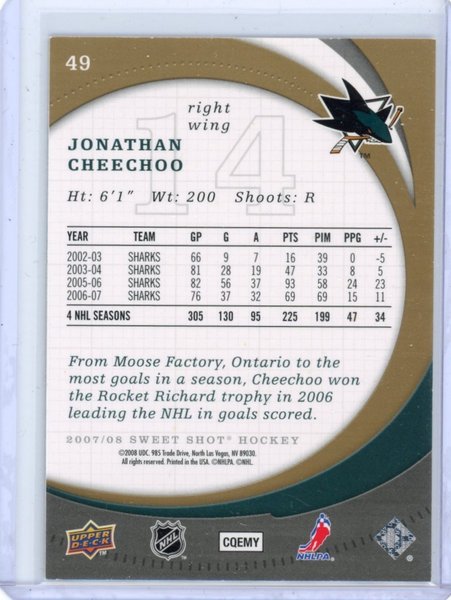 49
right
wing
14
JONATHAN
CHEECHOO
Ht: 6'1" Wt: 200 Shoots: R
YEAR TEAM GP G A PTS PIM PPG +/-
2002-03 SHARKS 66 9 7 16 39 0 -5
2003-04 SHARKS 81 28 19 47 33 8 5
2005-06 SHARKS 82 56 37 93 58 24 23
2006-07 SHARKS 76 37 32 69 69 15 11
4 NHL SEASONS 305 130 95 225 199 47 34
From Moose Factory, Ontario to the
most goals in a season, Cheechoo won
the Rocket Richard trophy in 2006
leading the NHL in goals scored.
2007/08 SWEET SHOT® HOCKEY
©2008 UDC. 985 Trade Drive, North Las Vegas, NV 89030.
All rights reserved. Printed in the USA. ©NHLPA. ©NHL.
UPPER DECK TM NHL CQEMY NHLPA ®